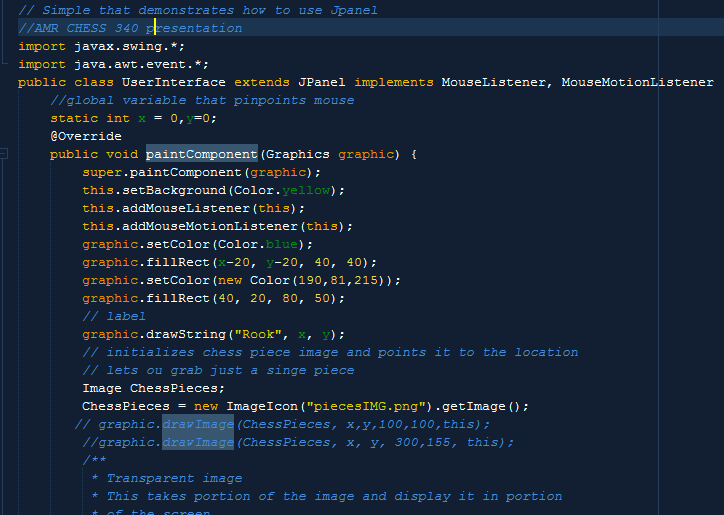 // Simple that demonstrates how to use Jpanel
//AMR CHESS 340 presentation
import javax.swing.*;
import java.awt.event.*;
public class UserInterface extends JPanel implements MouseListener, MouseMotionListener
//global variable that pinpoints mouse
static int x = 0,y=0;
@Override
public void paintComponent(Graphics graphic) {
super.paintComponent(graphic);
this.setBackground(Color.yellow);
this.addMouseListener(this);
this.addMouseMotionListener(this);
graphic.setColor(Color.blue);
graphic.fillRect(x-20, y-20, 40, 40);
graphic.setColor(new Color(190,81,215));
graphic.fillRect(40, 20, 80, 50);
// label
graphic.drawString("Rook", x, y);
// initializes chess piece image and points it to the location
// lets ou grab just a singe piece
Image ChessPieces;
ChessPieces = new ImageIcon("piecesIMG.png").getImage();
// graphic.drawImage(ChessPieces, x,y,100,100,this);
//graphic.drawImage(ChessPieces, x, y, 300,155, this);
/**
* Transparent image
* This takes portion of the image and display it in portion
* of the screen